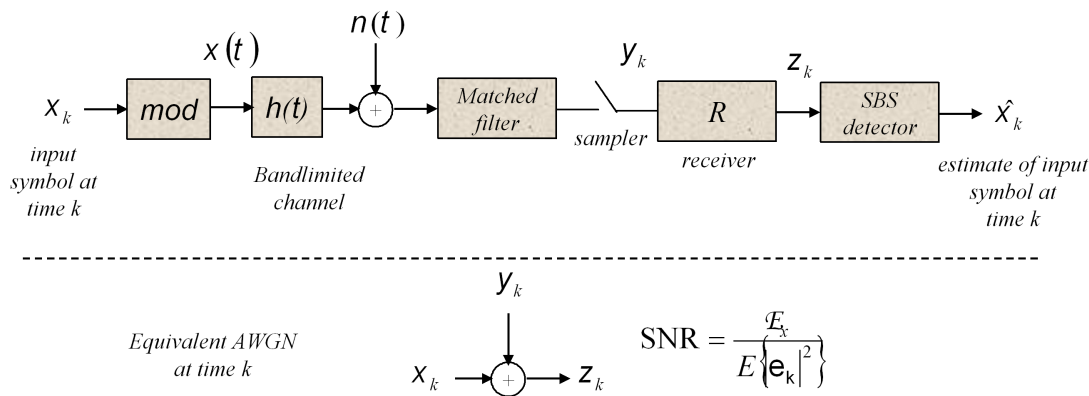 n(t)
x(t)
y_k
z_k
x_k
mod
h(t)
+
Matched
filter
sampler
R
receiver
SBS
detector
x̂_k
input
symbol at
time k
Bandlimited
channel
estimate of input
symbol at
time k
y_k
Equivalent AWGN
at time k
x_k
+
z_k
SNR = ℰ_x / E{|e_k|^2}